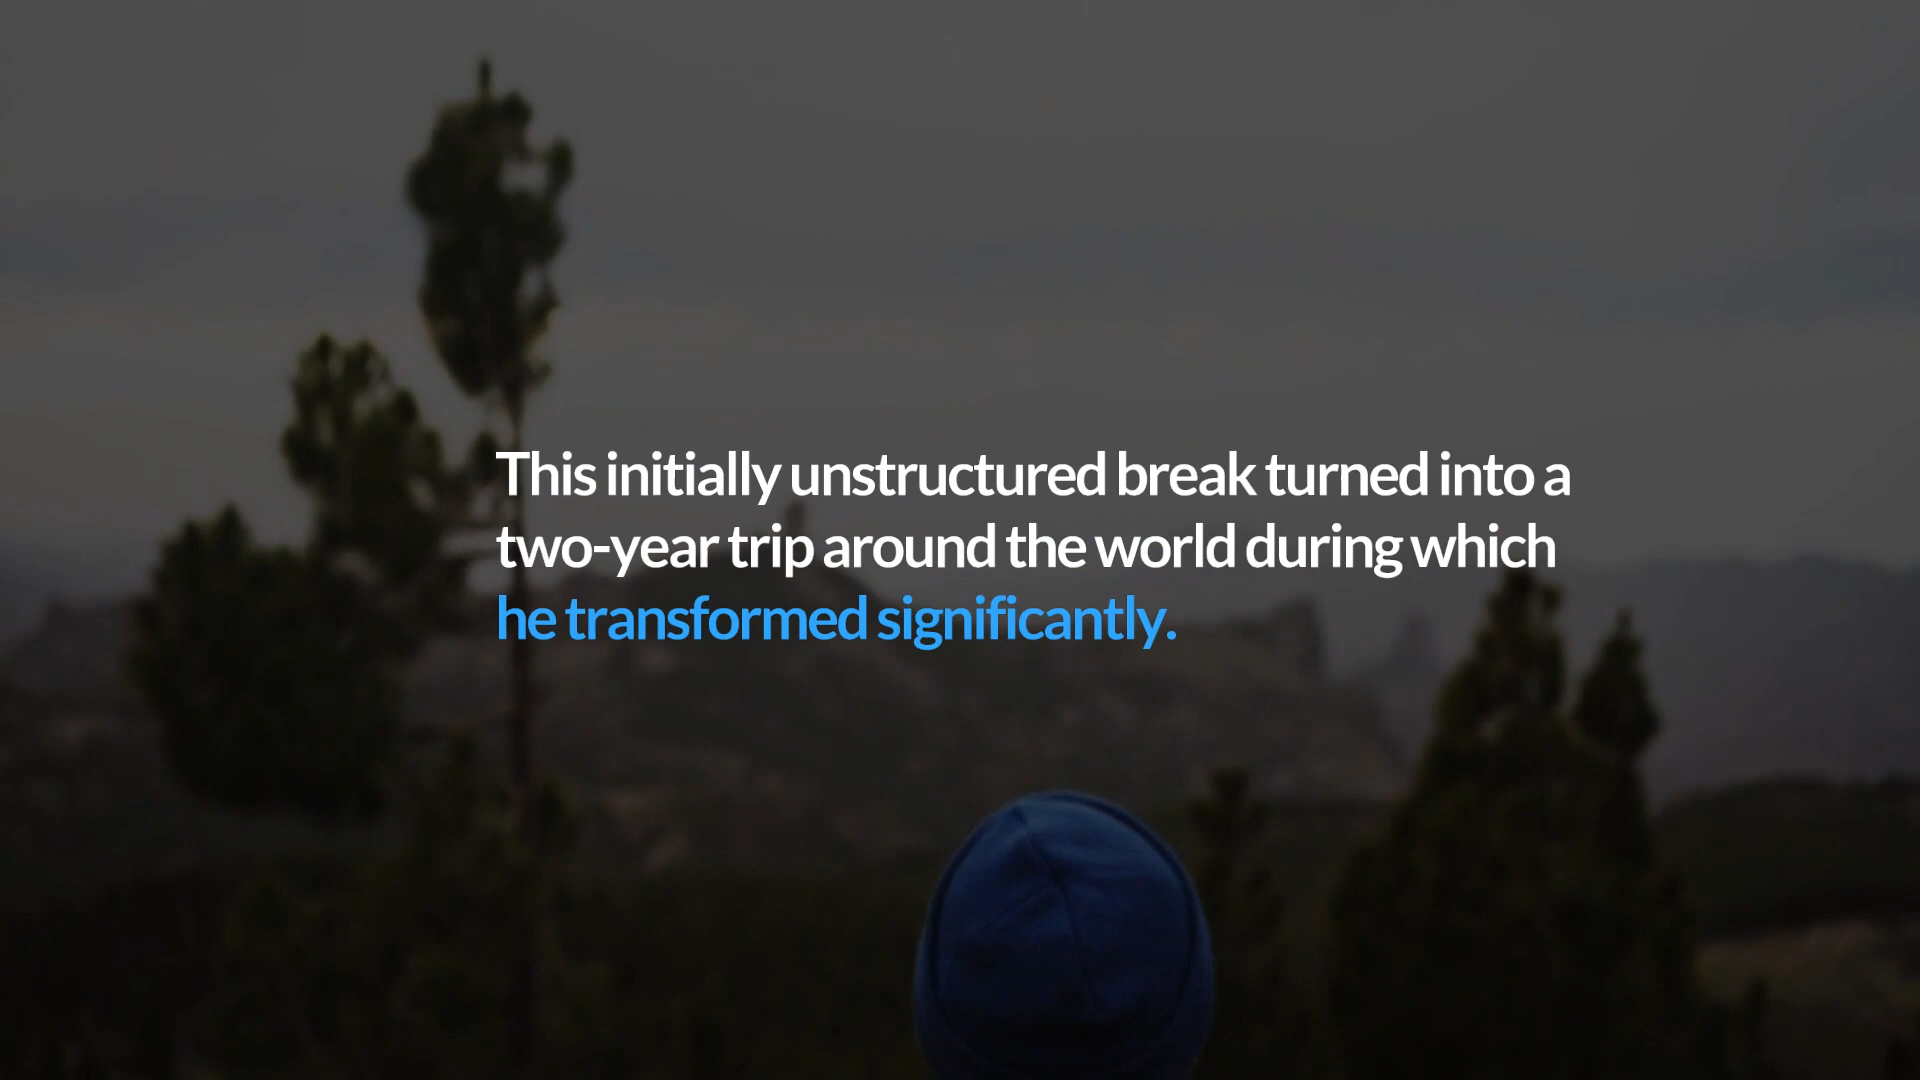 This initially unstructured break turned into a
two-year trip around the world during which
he transformed significantly.